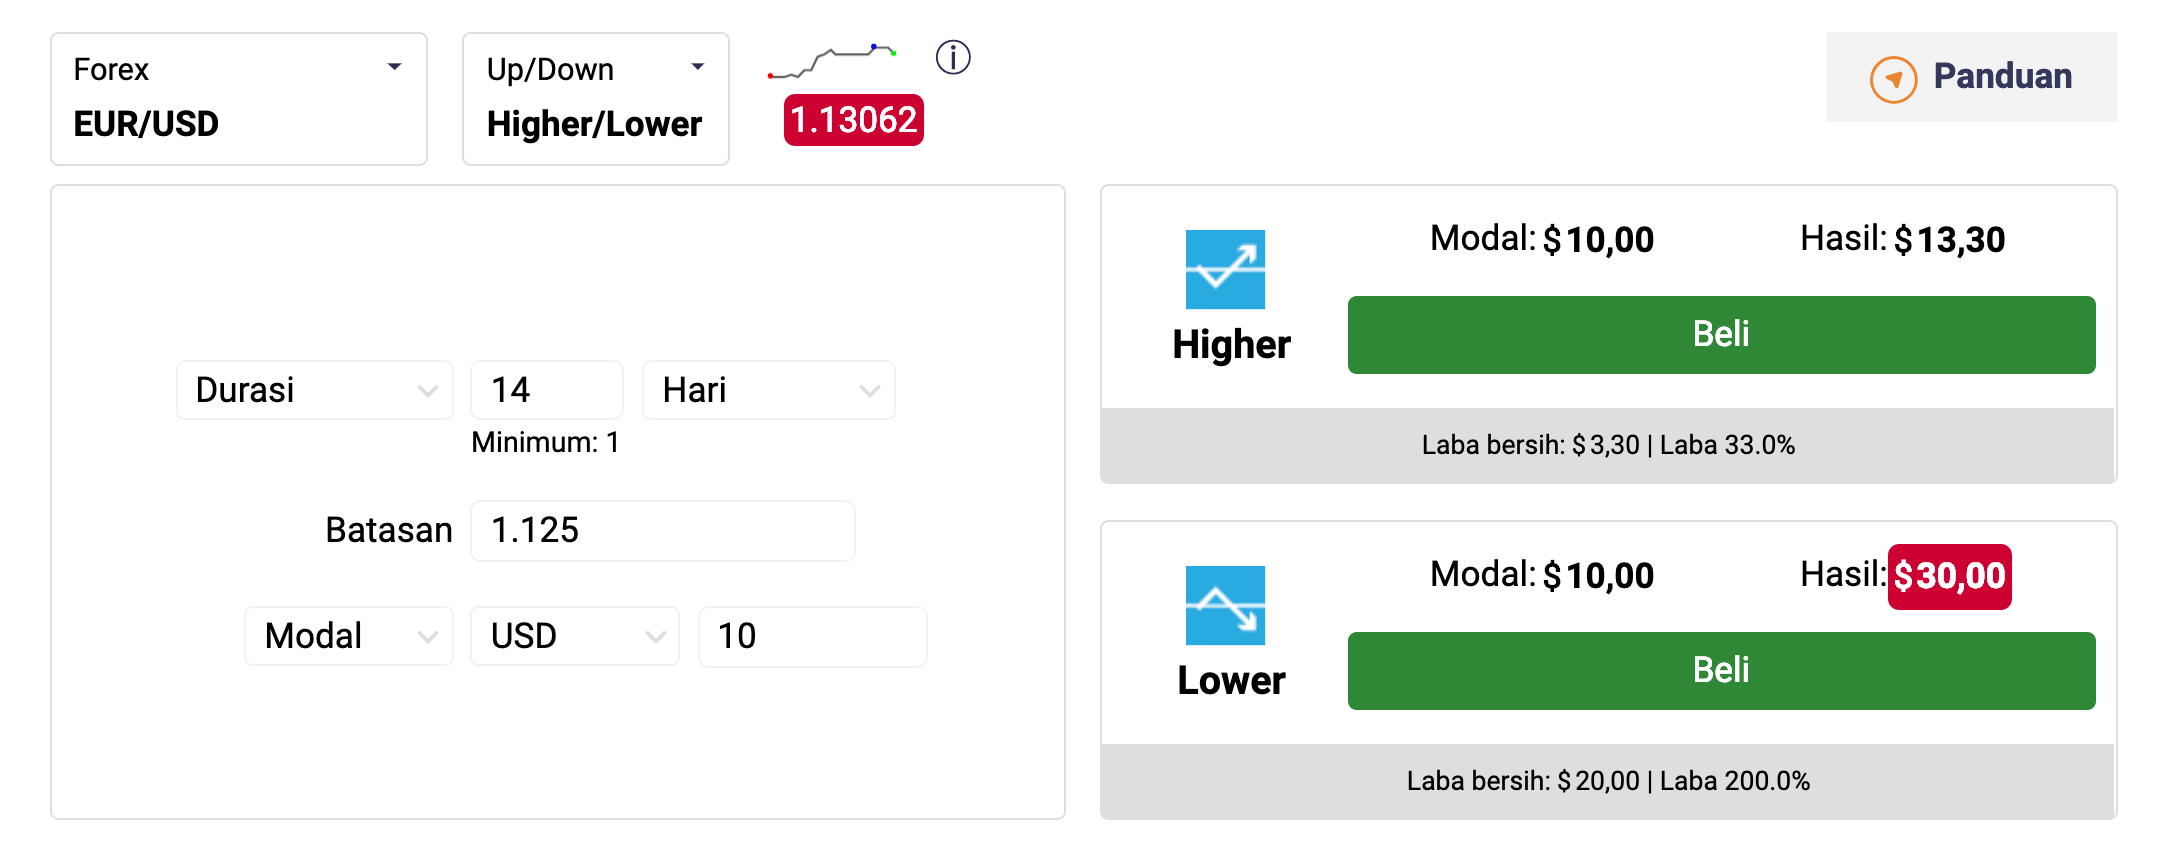 Forex
EUR/USD
Up/Down
Higher/Lower
1.13062
Panduan
Durasi 14 Hari
Minimum: 1
Batasan 1.125
Modal USD 10
Modal: $10,00 Hasil: $13,30
Higher
Beli
Laba bersih: $3,30 | Laba 33.0%
Modal: $10,00 Hasil: $30,00
Lower
Beli
Laba bersih: $20,00 | Laba 200.0%